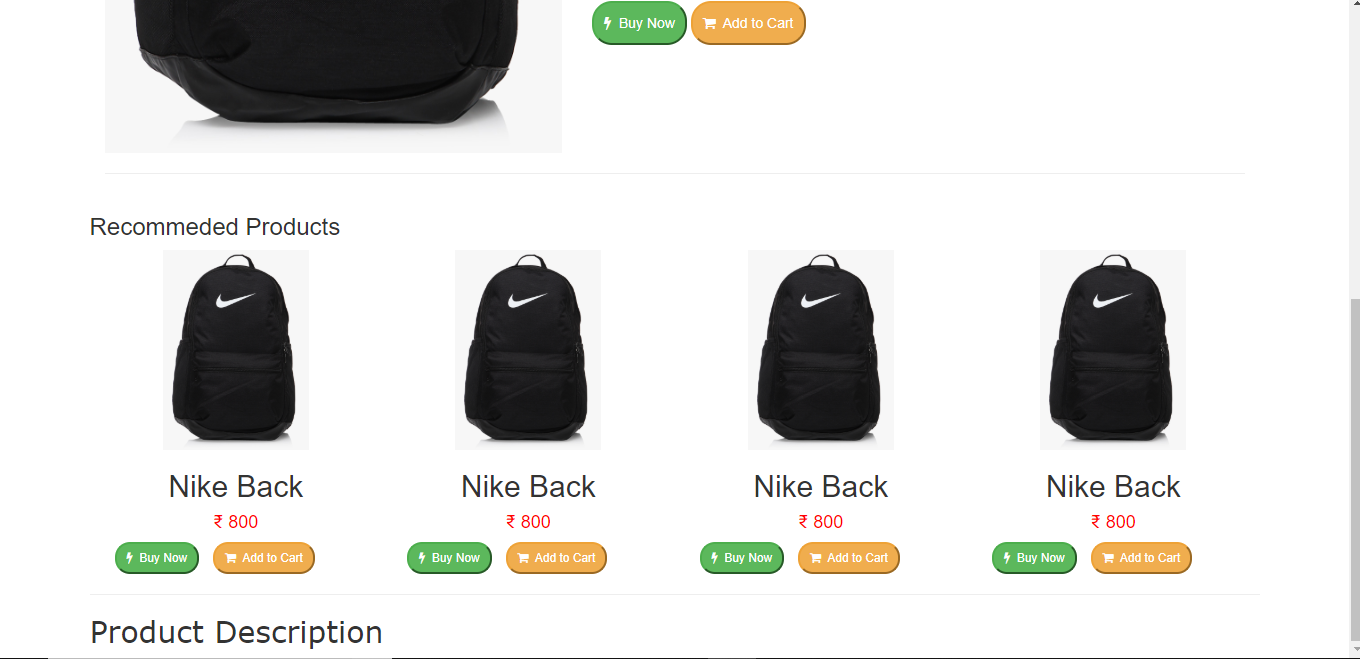 Buy Now Add to Cart
Recommeded Products
Nike Back Nike Back Nike Back Nike Back
₹ 800 ₹ 800 ₹ 800 ₹ 800
Buy Now Add to Cart Buy Now Add to Cart Buy Now Add to Cart Buy Now Add to Cart
Product Description